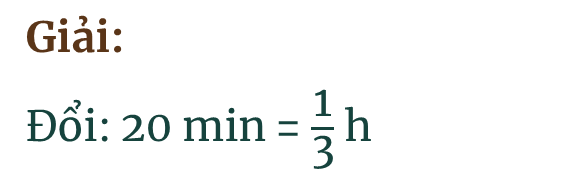 Giải:
Đổi: 20 min = 1/3 h